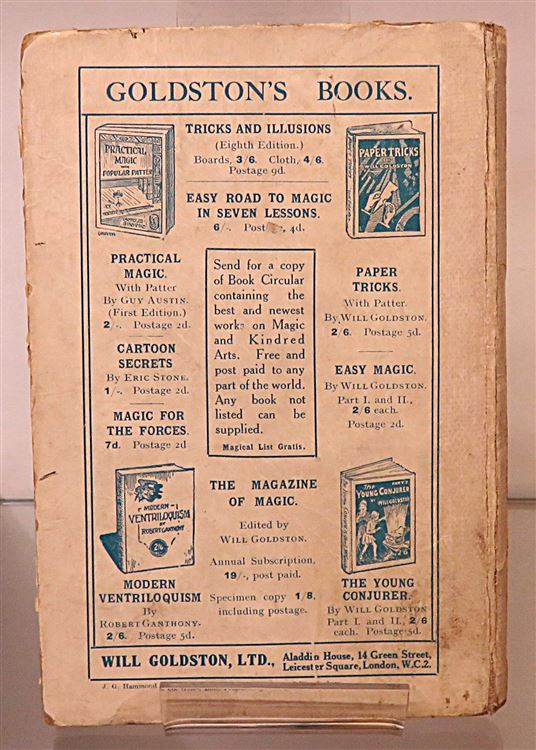 GOLDSTON'S BOOKS.
PRACTICAL
MAGIC
POPULAR PATTER
TRICKS AND ILLUSIONS
(Eighth Edition.)
Boards, 3/6. Cloth, 4/6.
Postage 9d.
EASY ROAD TO MAGIC
IN SEVEN LESSONS.
6/-. 4d.
PAPER TRICKS
WILL GOLDSTON
PRACTICAL
MAGIC.
With Patter
By GUY AUSTIN.
(First Edition.)
2/-. Postage 2d.
CARTOON
SECRETS
By ERIC STONE.
1/-. Postage 2d.
MAGIC FOR
THE FORCES.
7d. Postage 2d
Send for a copy
of Book Circular
containing the
best and newest
works on Magic
and Kindred
Arts. Free and
post paid to any
part of the world.
Any book not
listed can be
supplied.
Magical List Gratis.
PAPER
TRICKS.
With Patter.
By WILL GOLDSTON.
2/6. Postage 5d.
EASY MAGIC.
By WILL GOLDSTON.
Part I. and II.,
2/6 each.
Postage 2d.
MODERN
VENTRILOQUISM
BY
ROBERT GANTHONY
2/6
MODERN
VENTRILOQUISM
By
ROBERT GANTHONY.
2/6. Postage 5d.
THE MAGAZINE
OF MAGIC.
Edited by
WILL GOLDSTON.
Annual Subscription,
19/-, post paid.
Specimen copy 1/8,
including postage.
THE
YOUNG CONJURER
BY WILL GOLDSTON
THE YOUNG
CONJURER.
By WILL GOLDSTON
Part I. and II., 2/6
each. Postage 5d.
WILL GOLDSTON, LTD., Aladdin House, 14 Green Street,
Leicester Square, London, W.C.2.
J. G. Hammond